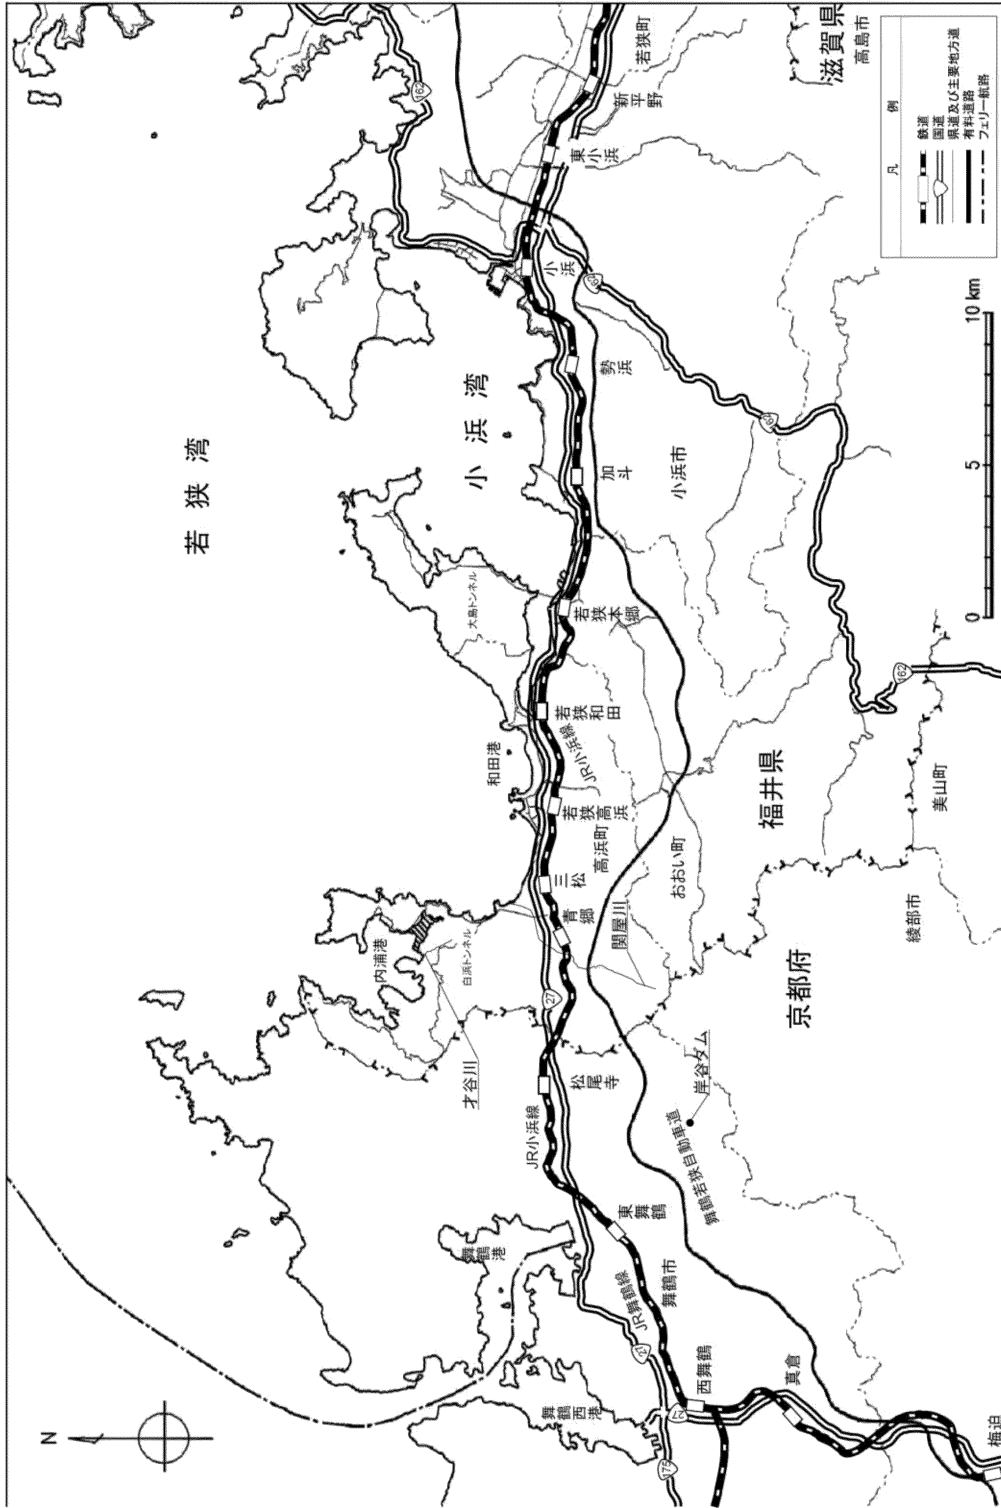 若狭湾
小浜湾
162
若狭町
新平野
東小浜
小浜
162
勢浜
加斗
小浜市
162
大島トンネル
若狭本郷
和田港
若狭和田
JR小浜線
若狭高浜
高浜町
三松
青郷
関屋川
おおい町
福井県
162
美山町
綾部市
京都府
内浦港
白浜トンネル
才谷川
27
松尾寺
岸谷ダム
JR小浜線
舞鶴若狭自動車道
東舞鶴
舞鶴港
舞鶴市
JR舞鶴線
27
西舞鶴
舞鶴西港
27
175
真倉
梅迫
N
滋賀県
高島市
凡例
鉄道
国道
県道及び主要地方道
有料道路
フェリー航路
0 5 10 km